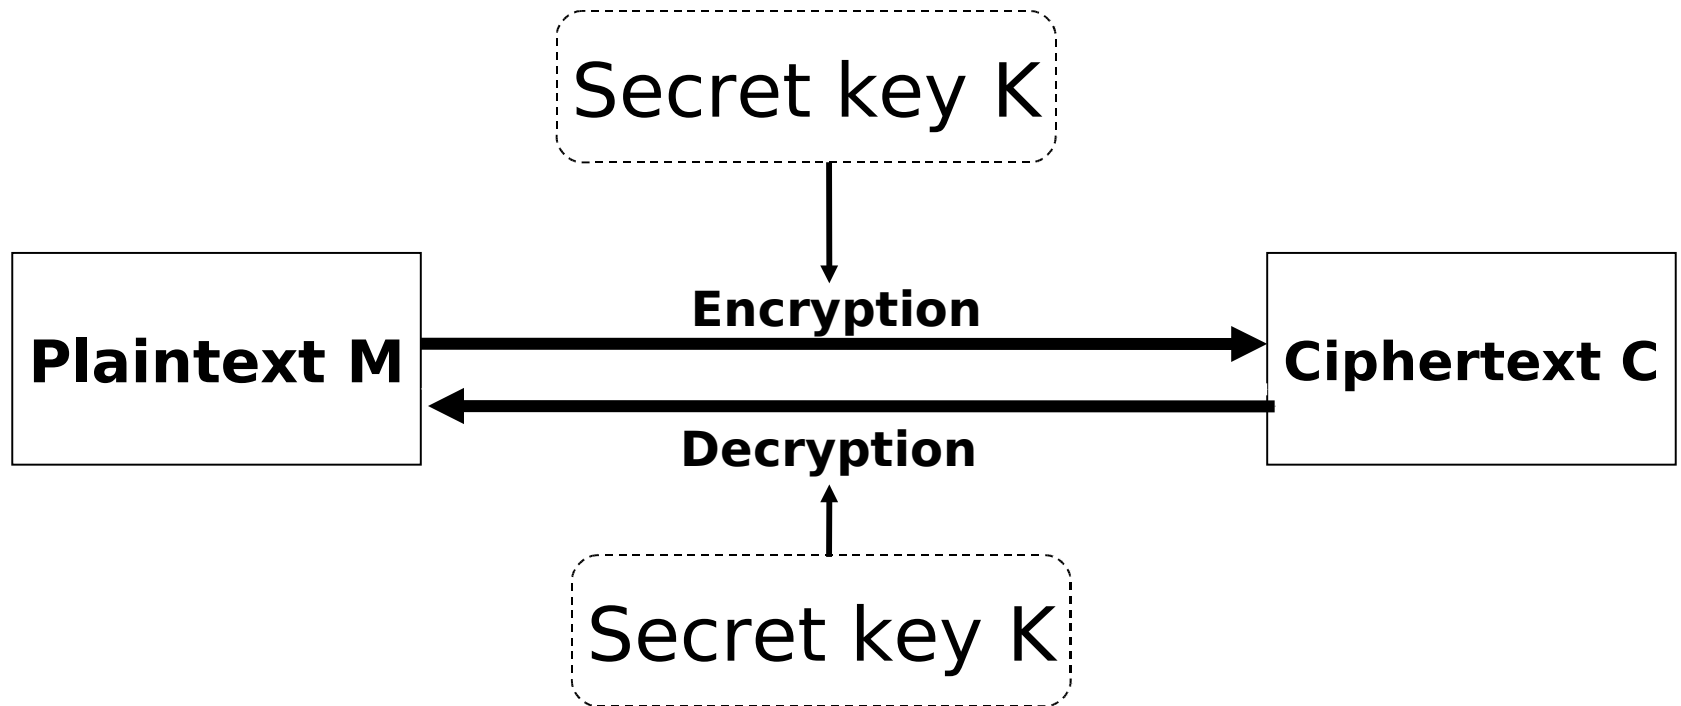 Secret key K
Encryption
Plaintext M
Ciphertext C
Decryption
Secret key K